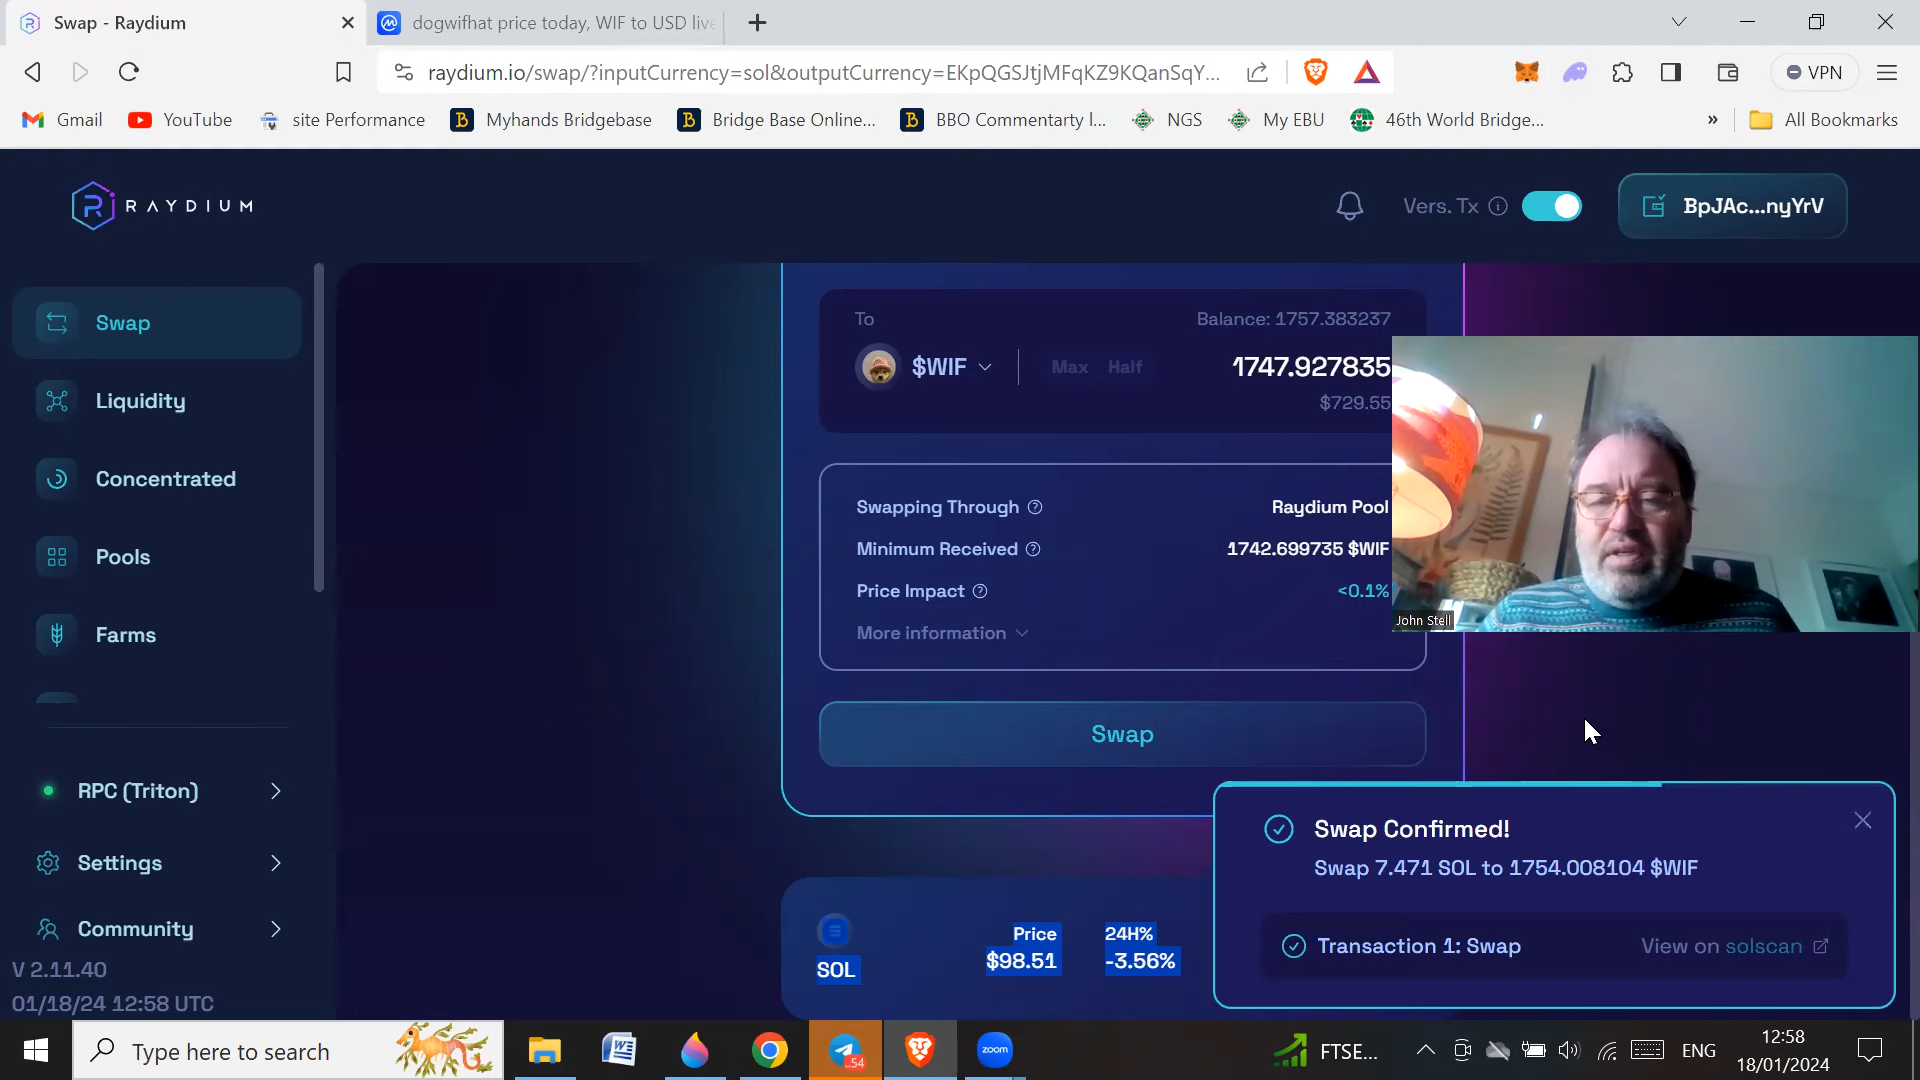 Swap - Raydium
dogwifhat price today, WIF to USD live
raydium.io/swap/?inputCurrency=sol&outputCurrency=EKpQGSJtjMFqKZ9KQanSqY...
VPN
Gmail
YouTube
site Performance
Myhands Bridgebase
Bridge Base Online...
BBO Commentarty l...
NGS
My EBU
46th World Bridge...
»
All Bookmarks
RAYDIUM
Vers. Tx
BpJAc...nyYrV
Swap
Liquidity
Concentrated
Pools
Farms
RPC (Triton)
Settings
Community
V 2.11.40
01/18/24 12:58 UTC
To
Balance: 1757.383237
$WIF
Max Half
1747.927835
$729.55
Swapping Through
Raydium Pool
Minimum Received
1742.699735 $WIF
Price Impact
<0.1%
More information
Swap
John Stell
SOL
Price
$98.51
24H%
-3.56%
Swap Confirmed!
Swap 7.471 SOL to 1754.008104 $WIF
Transaction 1: Swap
View on solscan
Type here to search
54
zoom
FTSE...
ENG
12:58
18/01/2024